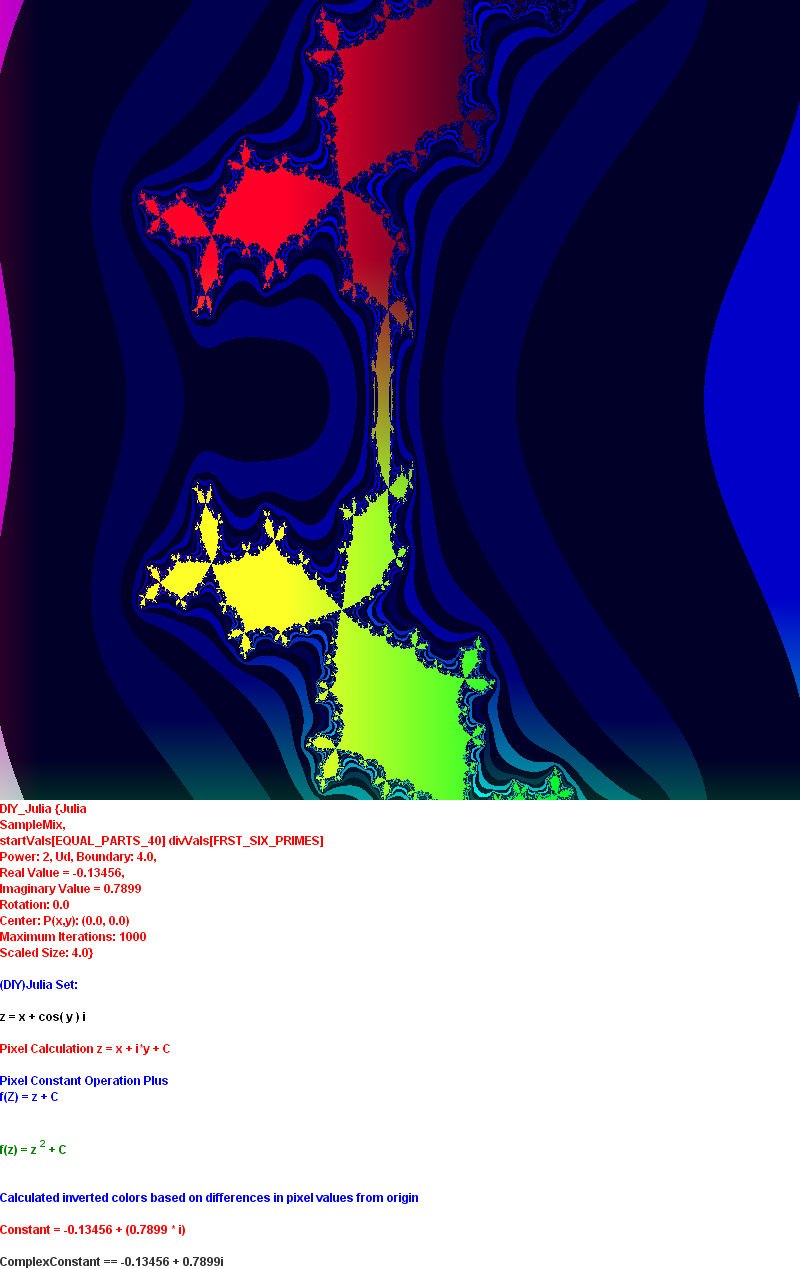 DIY_Julia {Julia
SampleMix,
startVals[EQUAL_PARTS_40] divVals[FRST_SIX_PRIMES]
Power: 2, Ud, Boundary: 4.0,
Real Value = -0.13456,
Imaginary Value = 0.7899
Rotation: 0.0
Center: P(x,y): (0.0, 0.0)
Maximum Iterations: 1000
Scaled Size: 4.0}
(DIY)Julia Set:
z = x + cos( y ) i
Pixel Calculation z = x + i*y + C
Pixel Constant Operation Plus
f(Z) = z + C
f(z) = z ² + C
Calculated inverted colors based on differences in pixel values from origin
Constant = -0.13456 + (0.7899 * i)
ComplexConstant == -0.13456 + 0.7899i